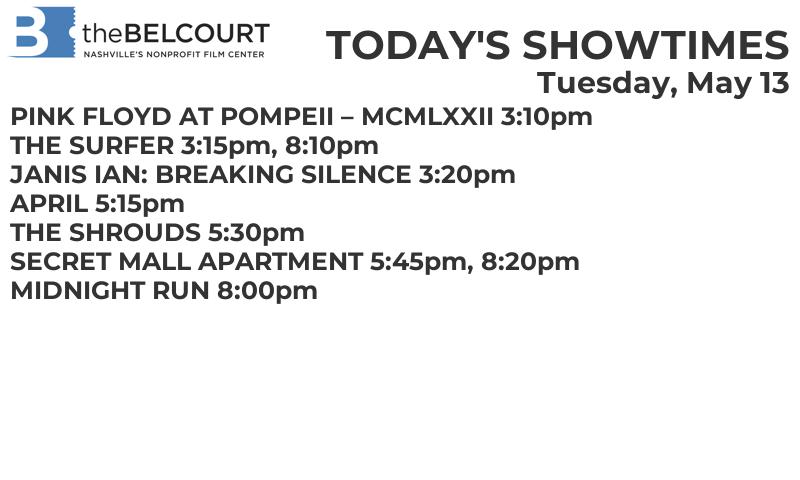 B theBELCOURT
NASHVILLE'S NONPROFIT FILM CENTER
TODAY'S SHOWTIMES
Tuesday, May 13
PINK FLOYD AT POMPEII – MCMLXXII 3:10pm
THE SURFER 3:15pm, 8:10pm
JANIS IAN: BREAKING SILENCE 3:20pm
APRIL 5:15pm
THE SHROUDS 5:30pm
SECRET MALL APARTMENT 5:45pm, 8:20pm
MIDNIGHT RUN 8:00pm